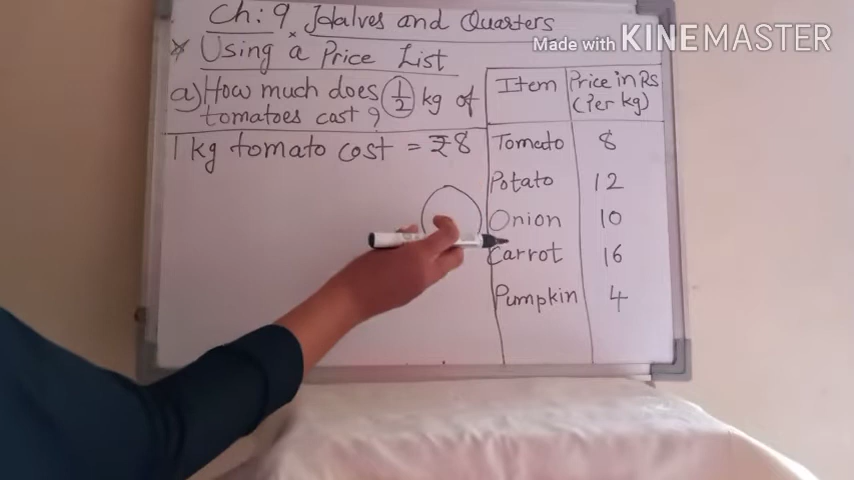 Ch: 9 Halves and Quarters
Made with KINEMASTER
* Using a Price List
a) How much does 1/2 kg of
tomatoes cost?
1 kg tomato cost = ₹8
Item Price in Rs
(Per kg)
Tomato 8
Potato 12
Onion 10
Carrot 16
Pumpkin 4